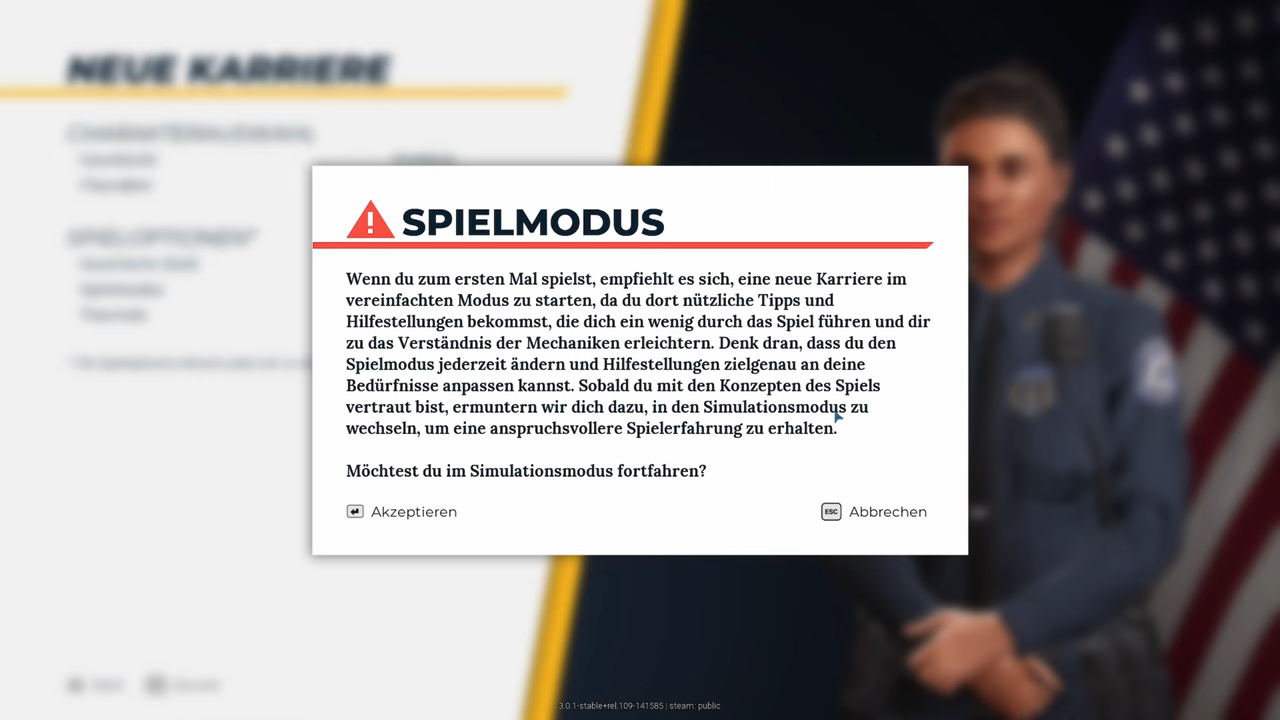 NEUE KARRIERE
CHARAKTERAUSWAHL
SPIELOPTIONEN*
SPIELMODUS
Wenn du zum ersten Mal spielst, empfiehlt es sich, eine neue Karriere im
vereinfachten Modus zu starten, da du dort nützliche Tipps und
Hilfestellungen bekommst, die dich ein wenig durch das Spiel führen und dir
zu das Verständnis der Mechaniken erleichtern. Denk dran, dass du den
Spielmodus jederzeit ändern und Hilfestellungen zielgenau an deine
Bedürfnisse anpassen kannst. Sobald du mit den Konzepten des Spiels
vertraut bist, ermuntern wir dich dazu, in den Simulationsmodus zu
wechseln, um eine anspruchsvollere Spielerfahrung zu erhalten.
Möchtest du im Simulationsmodus fortfahren?
Akzeptieren
ESC Abbrechen
3.0.1-stable+rel.109-141585 | steam: public